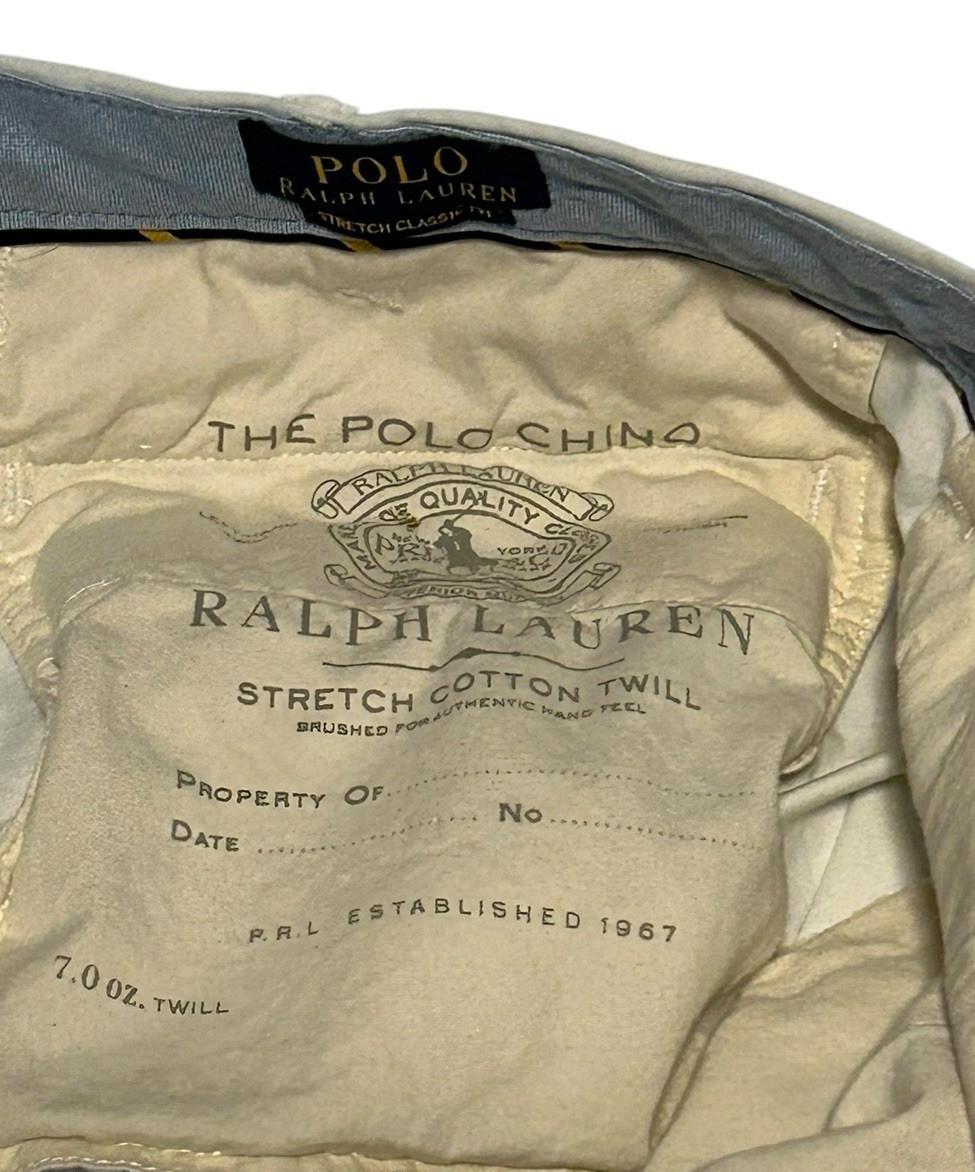 POLO
RALPH LAUREN
STRETCH CLASSIC FIT
THE POLO CHINO
RALPH LAUREN
QUALITY
NEW YORK
RALPH LAUREN
STRETCH COTTON TWILL
BRUSHED FOR AUTHENTIC HAND FEEL
PROPERTY OF
DATE No
P.R.L ESTABLISHED 1967
7.0 OZ. TWILL